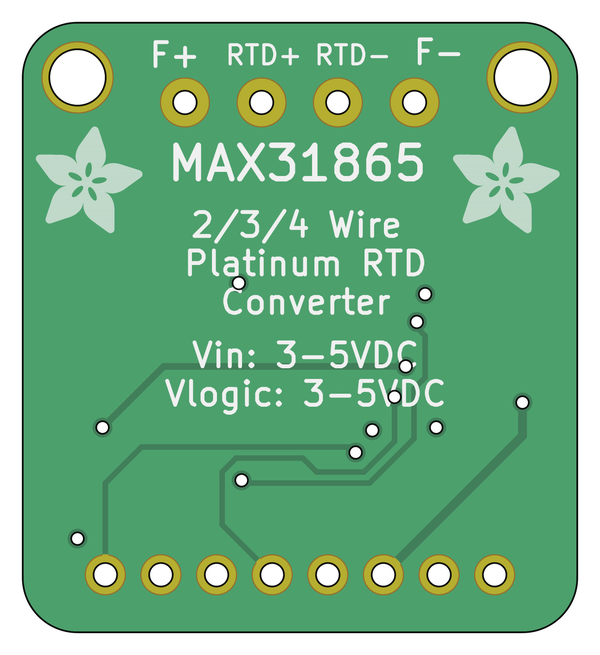 F+ RTD+ RTD- F-
MAX31865
2/3/4 Wire
Platinum RTD
Converter
Vin: 3-5VDC
Vlogic: 3-5VDC